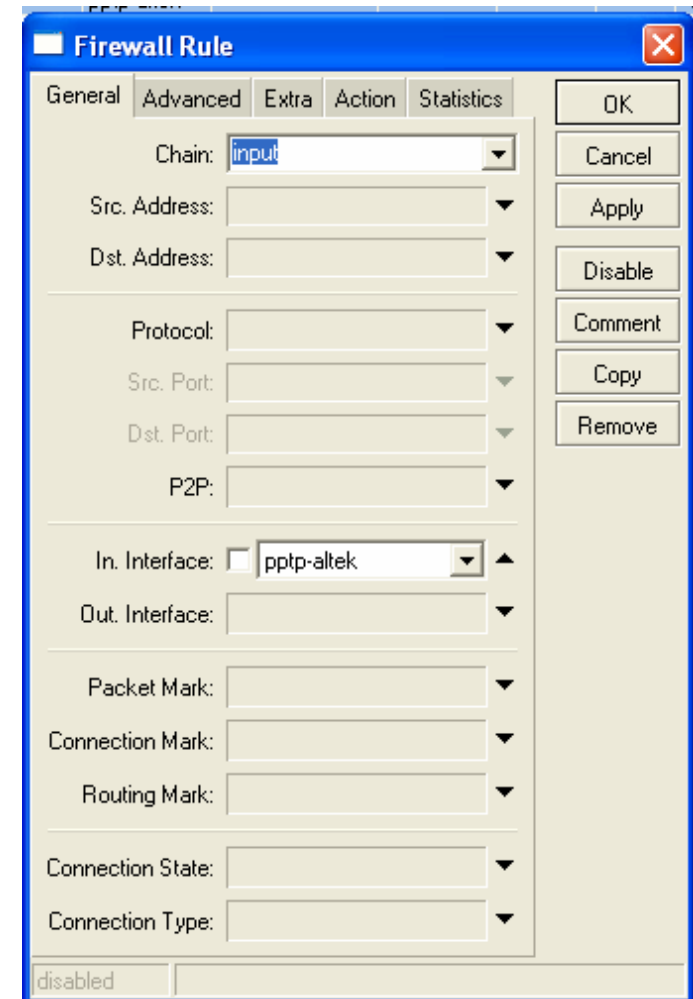 Firewall Rule
General Advanced Extra Action Statistics
OK
Chain: input
Cancel
Src. Address:
Apply
Dst. Address:
Disable
Protocol:
Comment
Src. Port:
Copy
Dst. Port:
Remove
P2P:
In. Interface: pptp-altek
Out. Interface:
Packet Mark:
Connection Mark:
Routing Mark:
Connection State:
Connection Type:
disabled